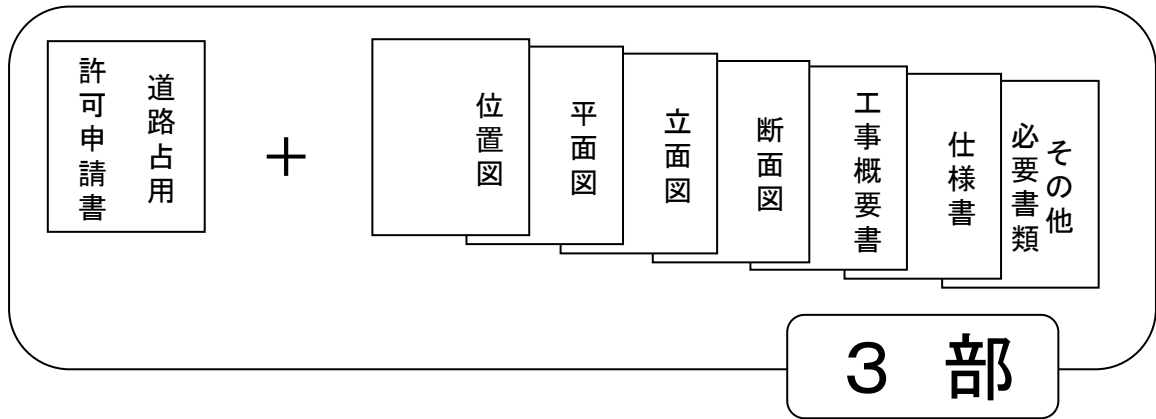 道路占用
許可申請書
＋
位置図
平面図
立面図
断面図
工事概要書
仕様書
その他
必要書類
３　部